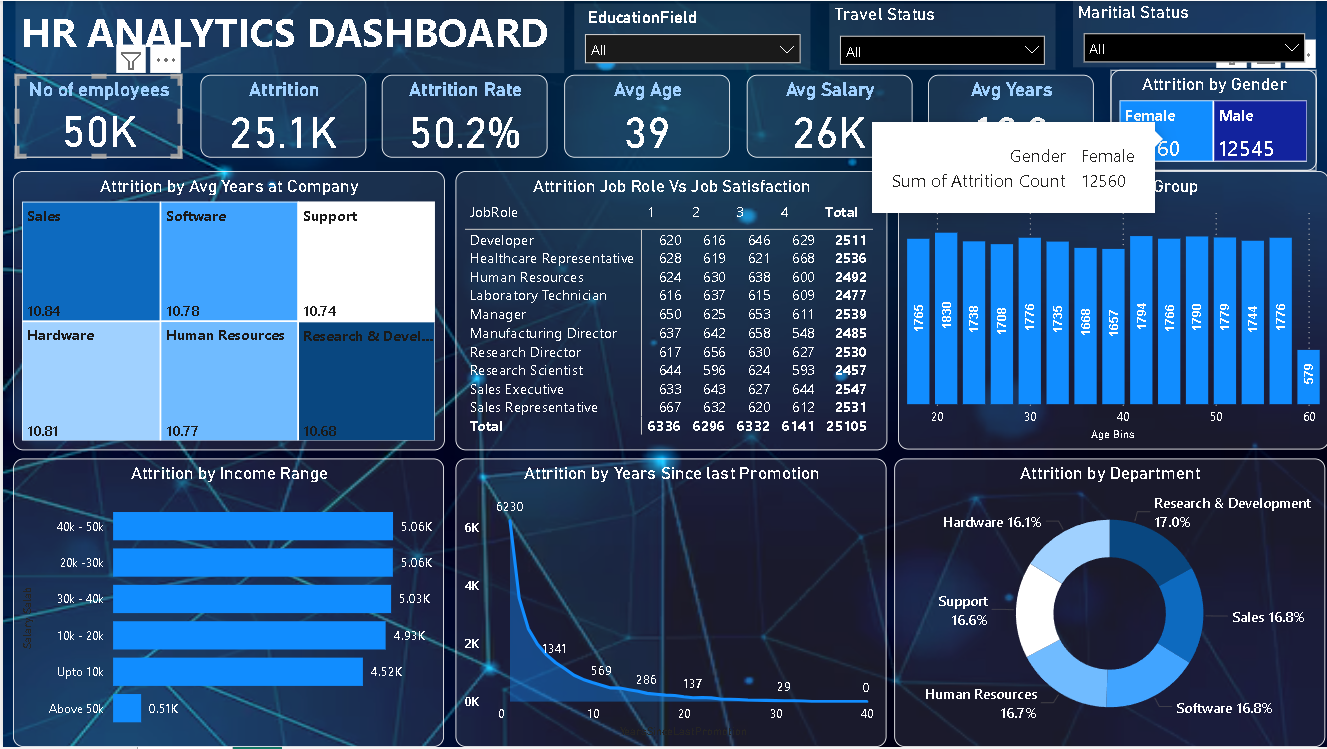 HR ANALYTICS DASHBOARD
EducationField
All
Travel Status
All
Maritial Status
All
No of employees
50K
Attrition
25.1K
Attrition Rate
50.2%
Avg Age
39
Avg Salary
26K
Avg Years
Attrition by Gender
Female
60
Male
12545
Gender Female
Sum of Attrition Count 12560
Attrition by Avg Years at Company
Sales
10.84
Software
10.78
Support
10.74
Hardware
10.81
Human Resources
10.77
Research & Devel...
10.68
Attrition Job Role Vs Job Satisfaction
JobRole 1 2 3 4 Total
Developer 620 616 646 629 2511
Healthcare Representative 628 619 621 668 2536
Human Resources 624 630 638 600 2492
Laboratory Technician 616 637 615 609 2477
Manager 650 625 653 611 2539
Manufacturing Director 637 642 658 548 2485
Research Director 617 656 630 627 2530
Research Scientist 644 596 624 593 2457
Sales Executive 633 643 627 644 2547
Sales Representative 667 632 620 612 2531
Total 6336 6296 6332 6141 25105
Group
1765 1830 1738 1708 1776 1735 1668 1657 1794 1766 1790 1779 1744 1776 579
20 30 40 50 60
Age Bins
Attrition by Income Range
40k - 50k 5.06K
20k -30k 5.06K
30k - 40k 5.03K
10k - 20k 4.93K
Upto 10k 4.52K
Above 50k 0.51K
Attrition by Years Since last Promotion
6K
4K
2K
0K
6230
1341
569
286
137
29
0
0 10 20 30 40
Attrition by Department
Research & Development
17.0%
Hardware 16.1%
Support
16.6%
Sales 16.8%
Human Resources
16.7%
Software 16.8%